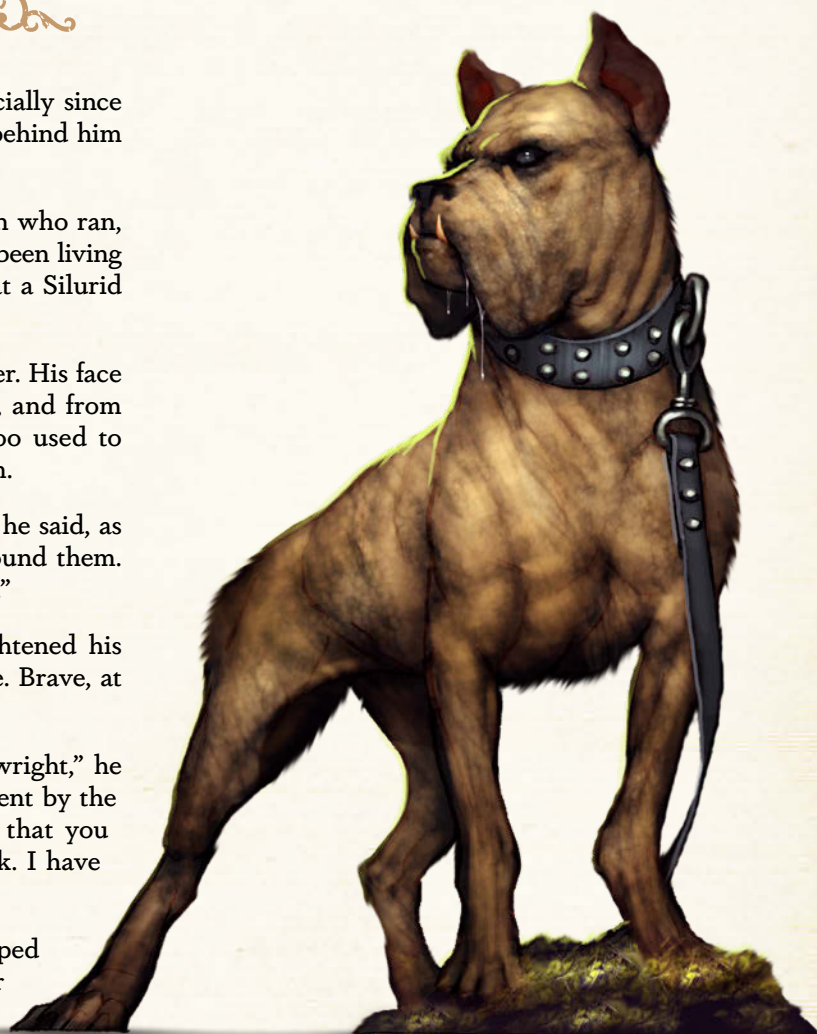 cially since
behind him
n who ran,
been living
at a Silurid
er. His face
, and from
oo used to
n.
he said, as
ound them.
”
htened his
e. Brave, at
wright,” he
ent by the
that you
k. I have
ped
r